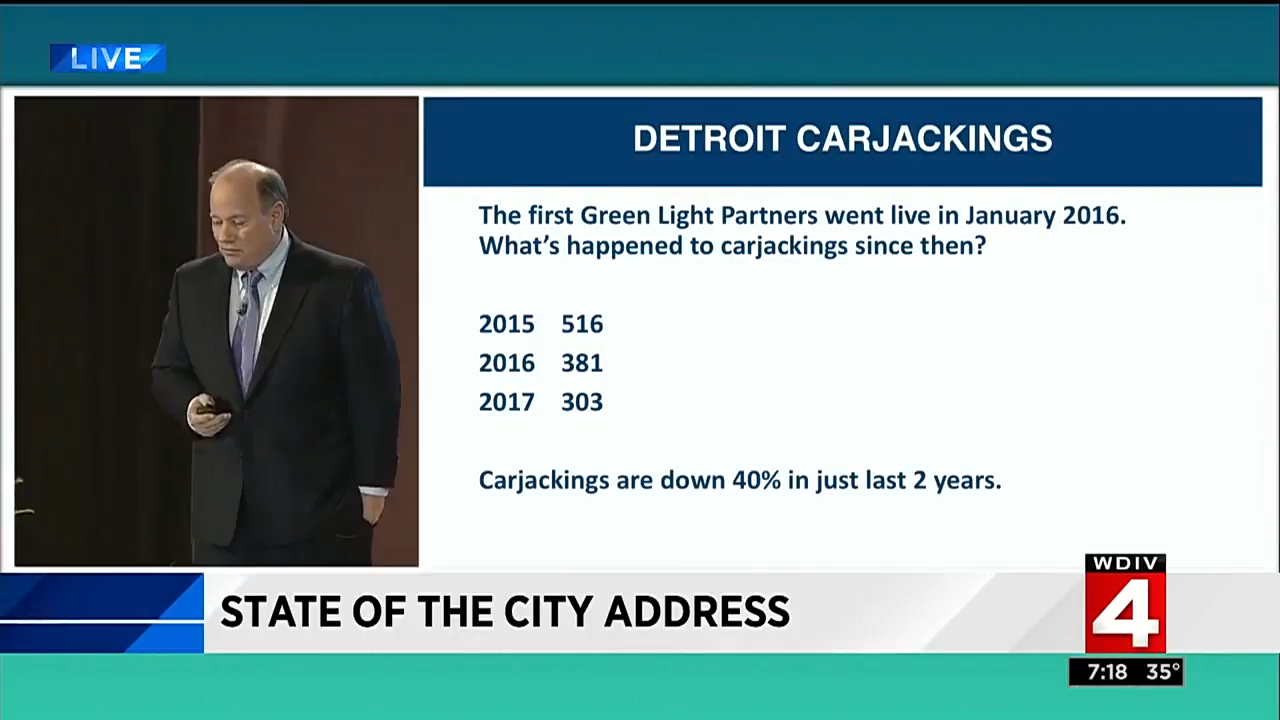 LIVE
DETROIT CARJACKINGS
The first Green Light Partners went live in January 2016.
What's happened to carjackings since then?
2015 516
2016 381
2017 303
Carjackings are down 40% in just last 2 years.
STATE OF THE CITY ADDRESS
WDIV
4
7:18 35°